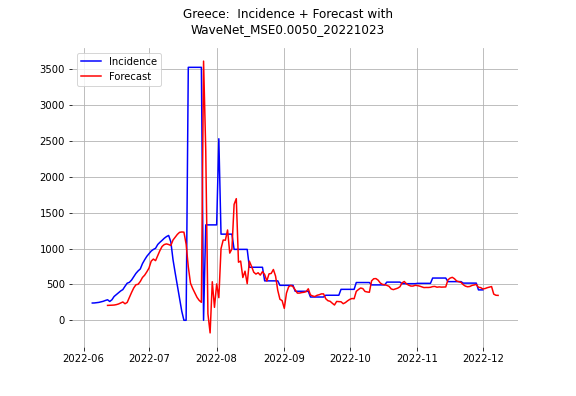 Greece:  Incidence + Forecast with
WaveNet_MSE0.0050_20221023
Incidence
Forecast
3500
3000
2500
2000
1500
1000
500
0
2022-06 2022-07 2022-08 2022-09 2022-10 2022-11 2022-12